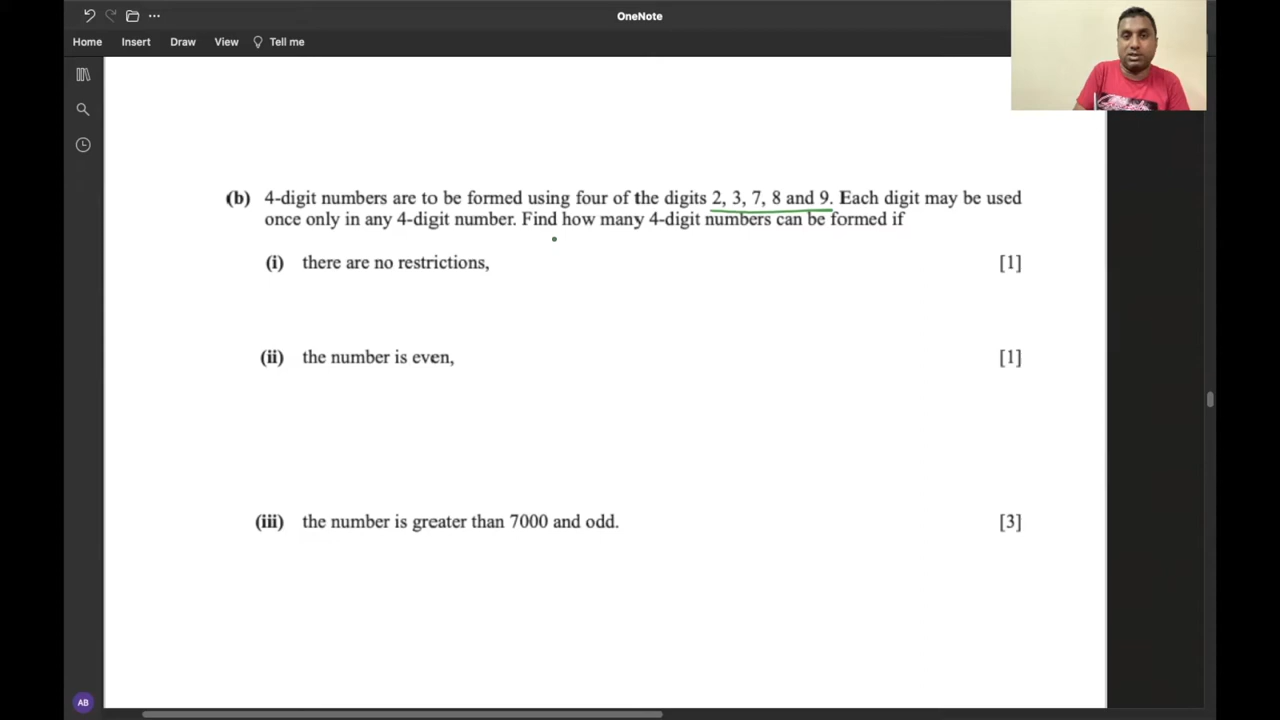 OneNote
Home Insert Draw View Tell me
(b) 4-digit numbers are to be formed using four of the digits 2, 3, 7, 8 and 9. Each digit may be used
once only in any 4-digit number. Find how many 4-digit numbers can be formed if
(i) there are no restrictions, [1]
(ii) the number is even, [1]
(iii) the number is greater than 7000 and odd. [3]
AB